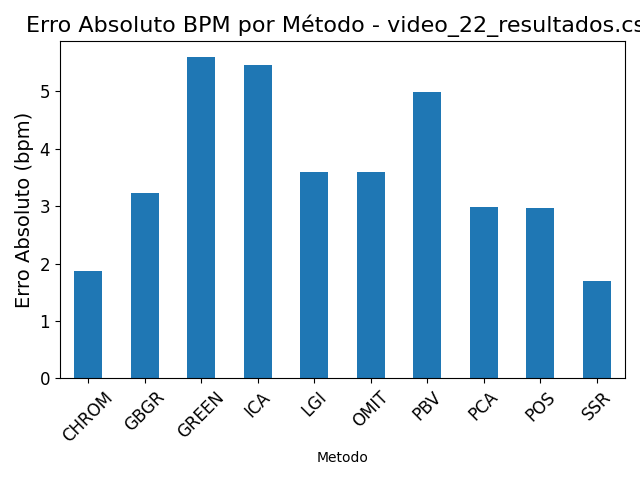 Erro Absoluto BPM por Método - video_22_resultados.cs
Erro Absoluto (bpm)
5
4
3
2
1
0
CHROM
GBGR
GREEN
ICA
LGI
OMIT
PBV
PCA
POS
SSR
Metodo